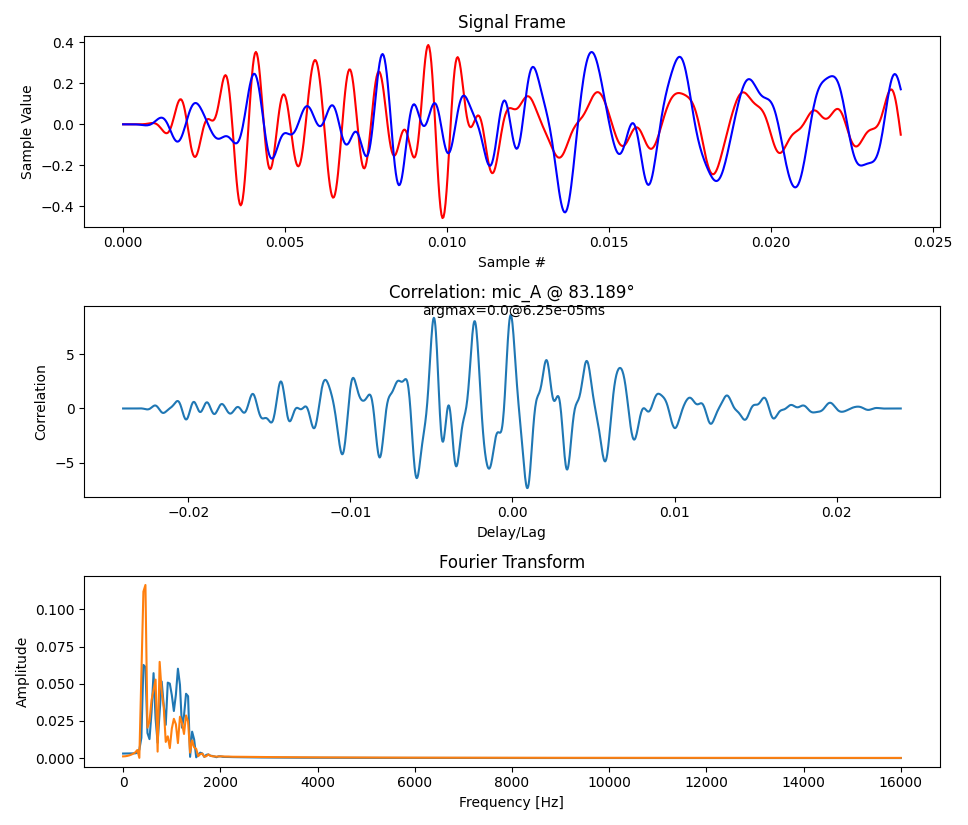 Signal Frame
0.4
0.2
0.0
−0.2
−0.4
Sample Value
0.000 0.005 0.010 0.015 0.020 0.025
Sample #
Correlation: mic_A @ 83.189°
argmax=0.0@6.25e-05ms
5
0
−5
Correlation
−0.02 −0.01 0.00 0.01 0.02
Delay/Lag
Fourier Transform
0.100
0.075
0.050
0.025
0.000
Amplitude
0 2000 4000 6000 8000 10000 12000 14000 16000
Frequency [Hz]